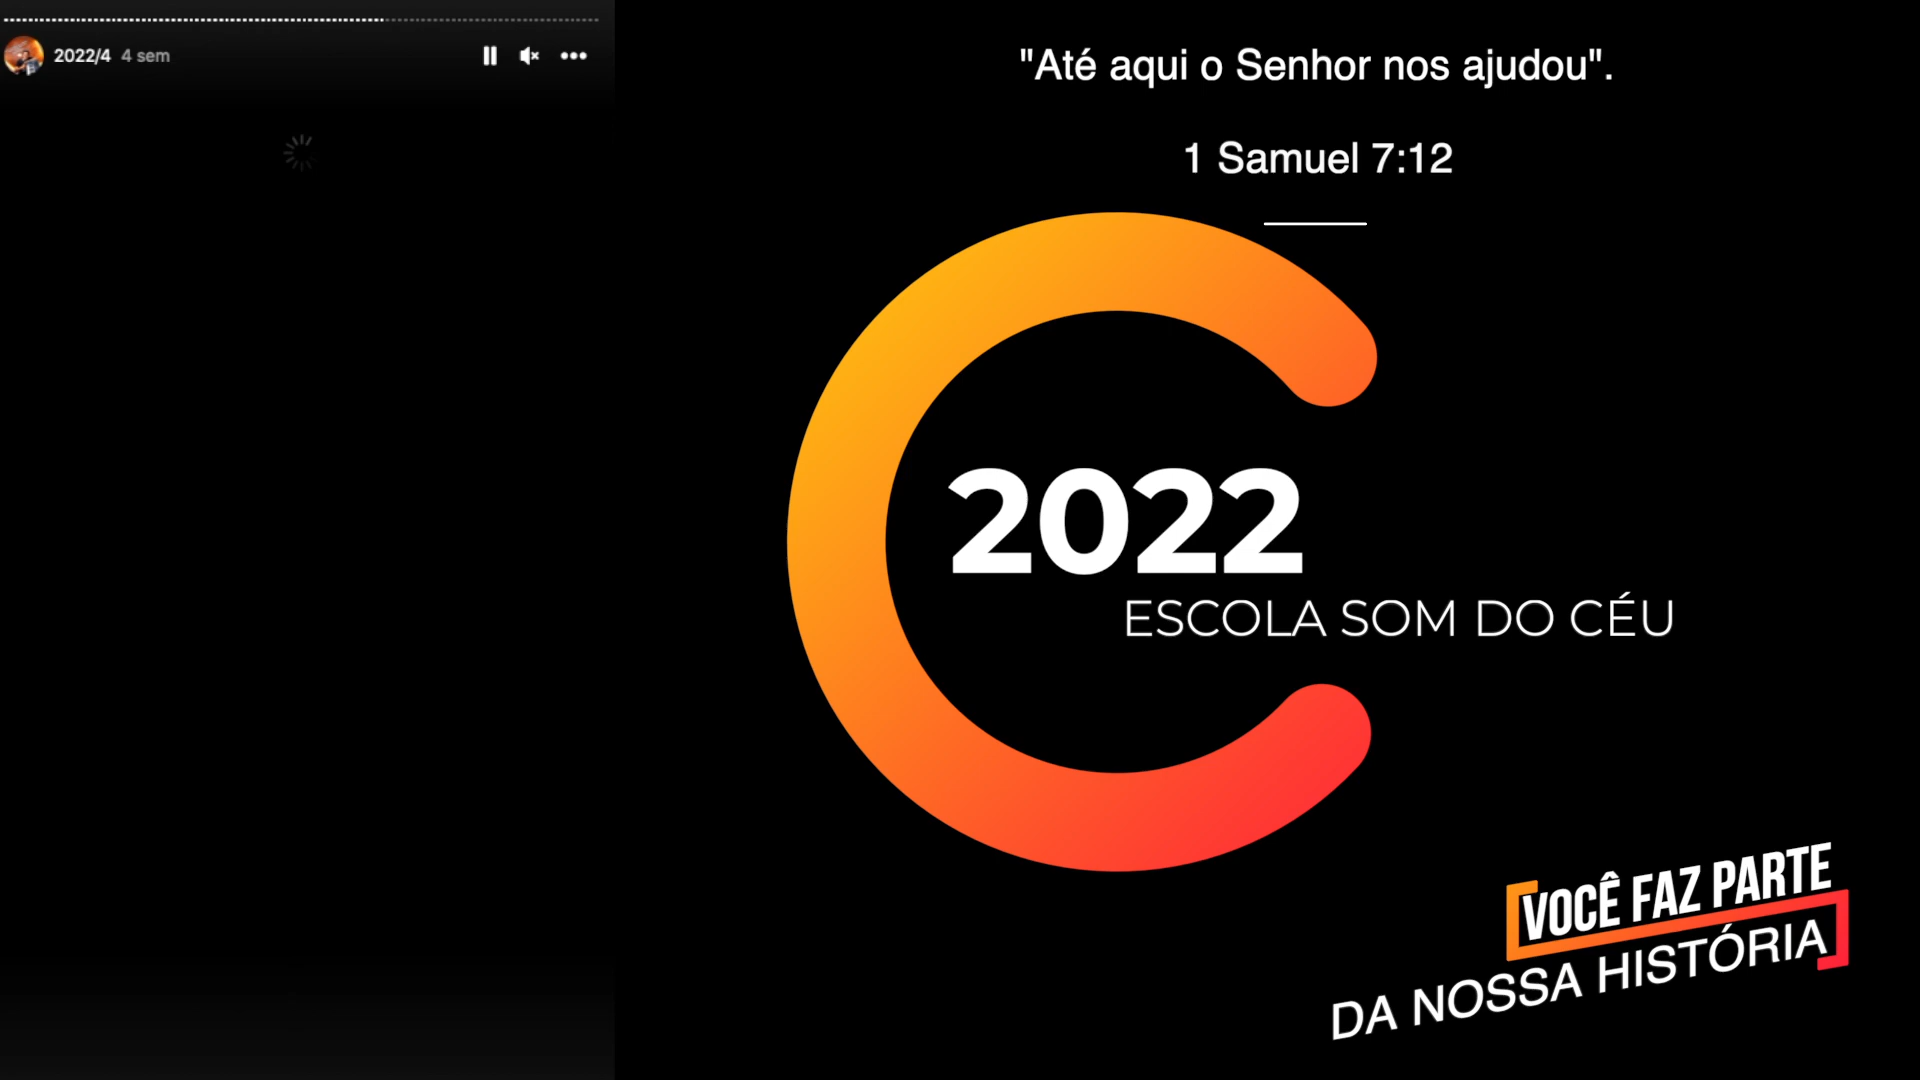 2022/4 4 sem
"Até aqui o Senhor nos ajudou".
1 Samuel 7:12
2022
ESCOLA SOM DO CÉU
VOCÊ FAZ PARTE
DA NOSSA HISTÓRIA